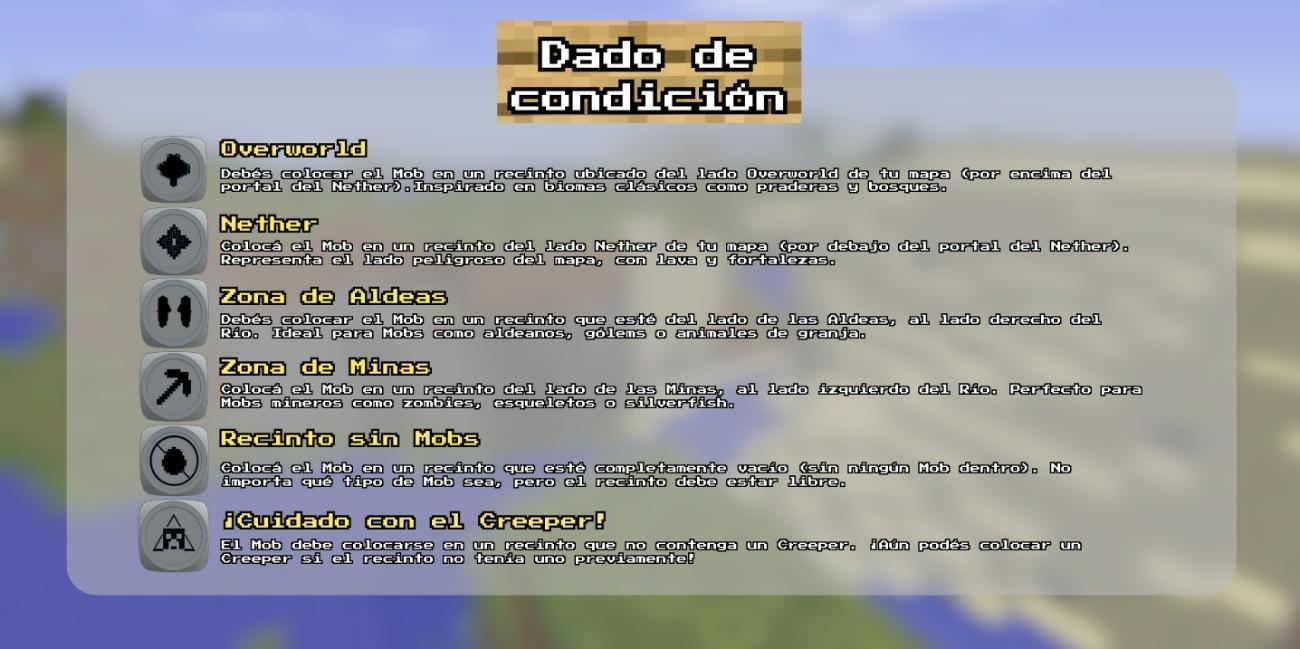 Dado de
condición
Overworld
Debés colocar el Mob en un recinto ubicado del lado Overworld de tu mapa (por encima del
portal del Nether).Inspirado en biomas clásicos como praderas y bosques.
Nether
Colocá el Mob en un recinto del lado Nether de tu mapa (por debajo del portal del Nether).
Representa el lado peligroso del mapa, con lava y fortalezas.
Zona de Aldeas
Debés colocar el Mob en un recinto que esté del lado de las Aldeas, al lado derecho del
Río. Ideal para Mobs como aldeanos, gólems o animales de granja.
Zona de Minas
Colocá el Mob en un recinto del lado de las Minas, al lado izquierdo del Río. Perfecto para
Mobs mineros como zombies, esqueletos o silverfish.
Recinto sin Mobs
Colocá el Mob en un recinto que esté completamente vacío (sin ningún Mob dentro). No
importa qué tipo de Mob sea, pero el recinto debe estar libre.
¡Cuidado con el Creeper!
El Mob debe colocarse en un recinto que no contenga un Creeper. ¡Aún podés colocar un
Creeper si el recinto no tenía uno previamente!